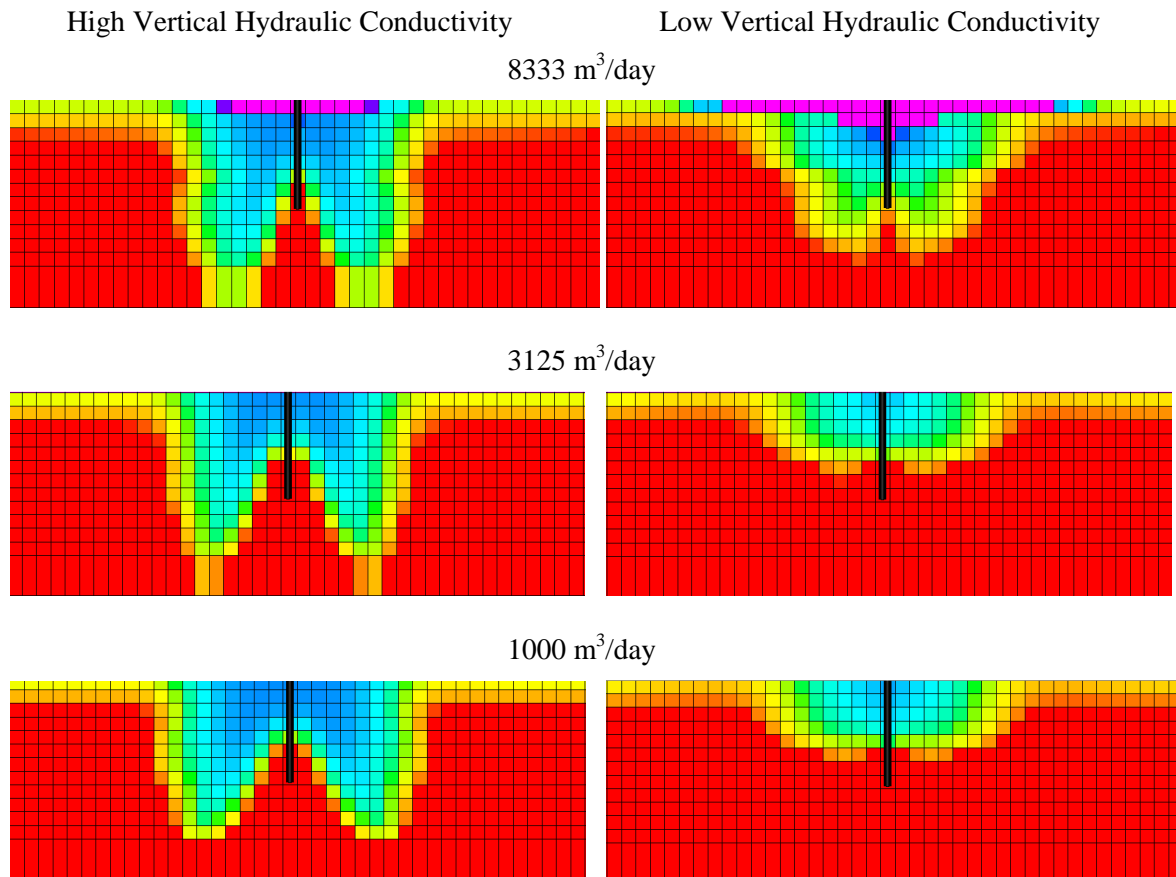 High Vertical Hydraulic Conductivity Low Vertical Hydraulic Conductivity
8333 m³/day
3125 m³/day
1000 m³/day